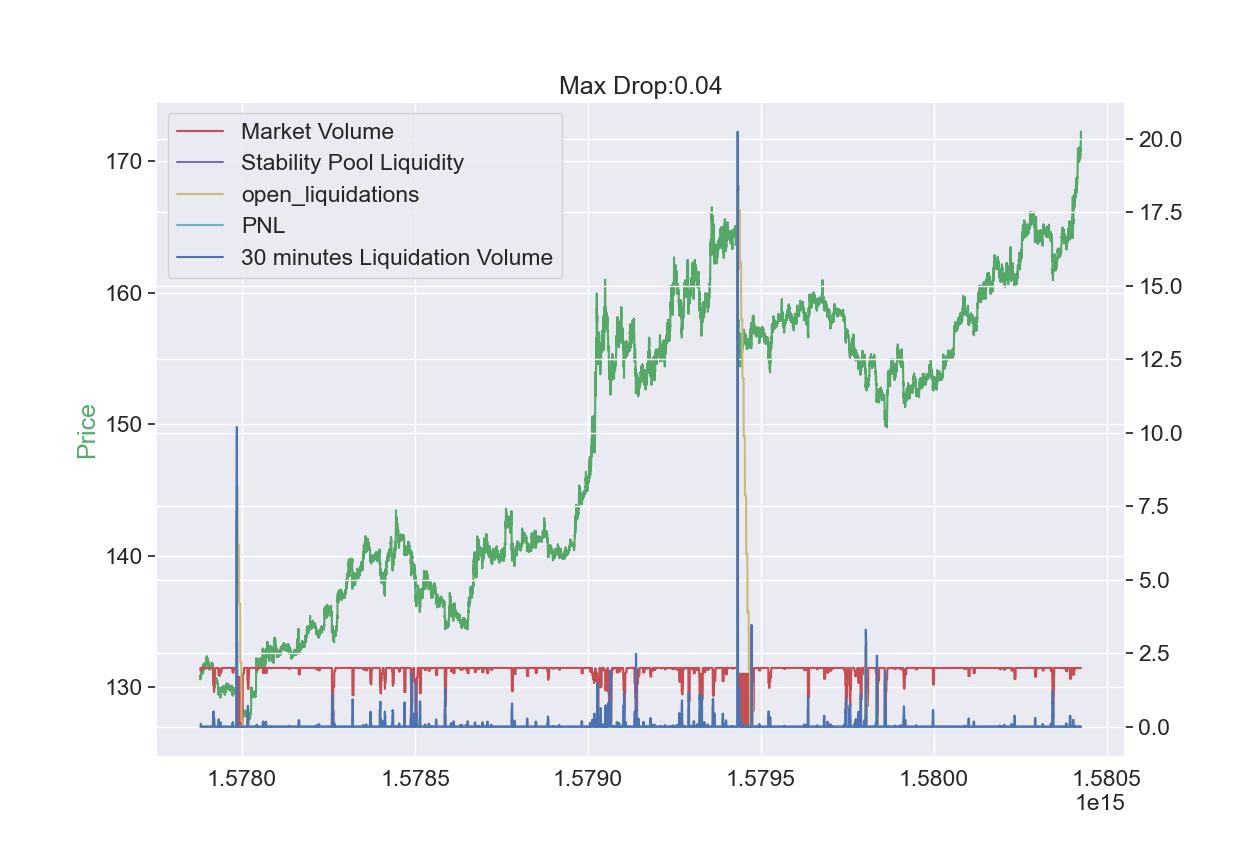 Max Drop:0.04
Market Volume
Stability Pool Liquidity
open_liquidations
PNL
30 minutes Liquidation Volume
Price
170
160
150
140
130
20.0
17.5
15.0
12.5
10.0
7.5
5.0
2.5
0.0
1.5780 1.5785 1.5790 1.5795 1.5800 1.5805
1e15